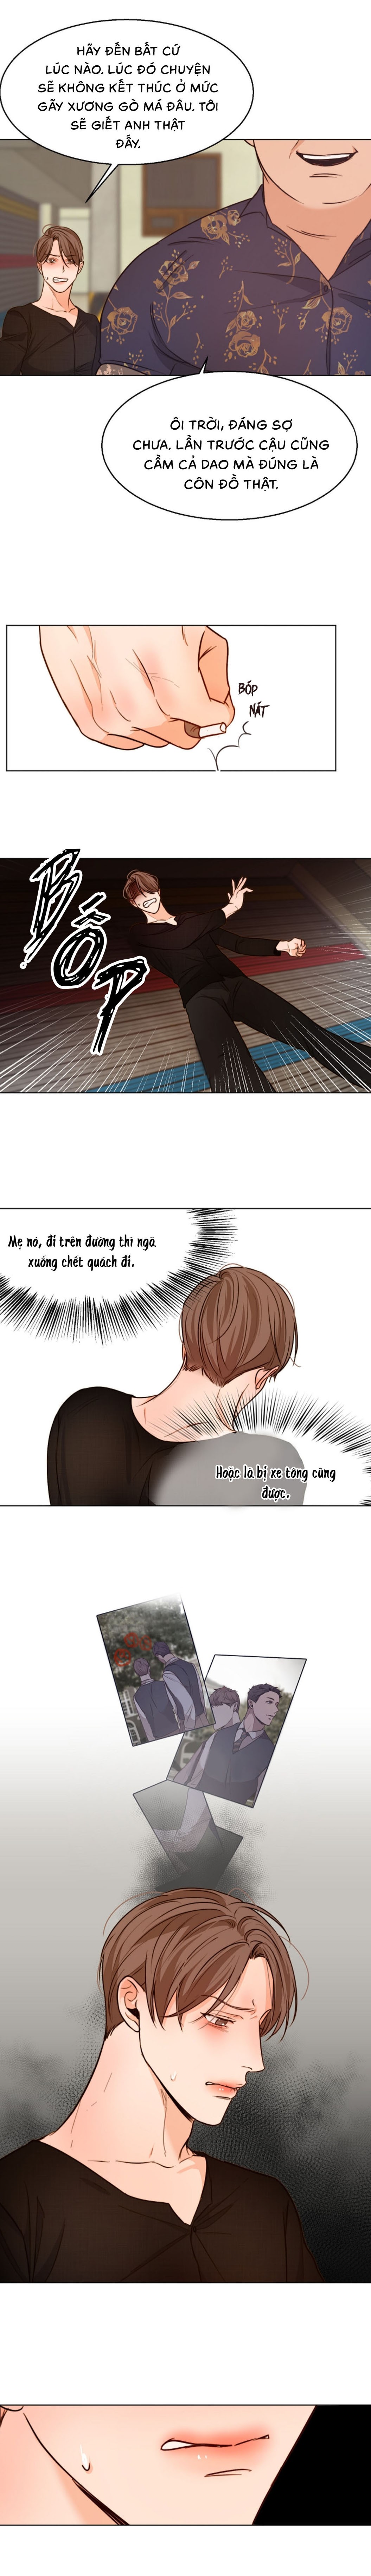 HÃY ĐẾN BẤT CỨ
LÚC NÀO. LÚC ĐÓ CHUYỆN
SẼ KHÔNG KẾT THÚC Ở MỨC
GÃY XƯƠNG GÒ MÁ ĐÂU. TÔI
SẼ GIẾT ANH THẬT
ĐẤY.
ÔI TRỜI, ĐÁNG SỢ
CHƯA. LẦN TRƯỚC CẬU CŨNG
CẦM CẢ DAO MÀ ĐÚNG LÀ
CÔN ĐỒ THẬT.
BÓP
NÁT
BỐP
Mẹ nó, đi trên đường thì ngã
xuống chết quách đi.
Hoặc là bị xe tông cũng
được.